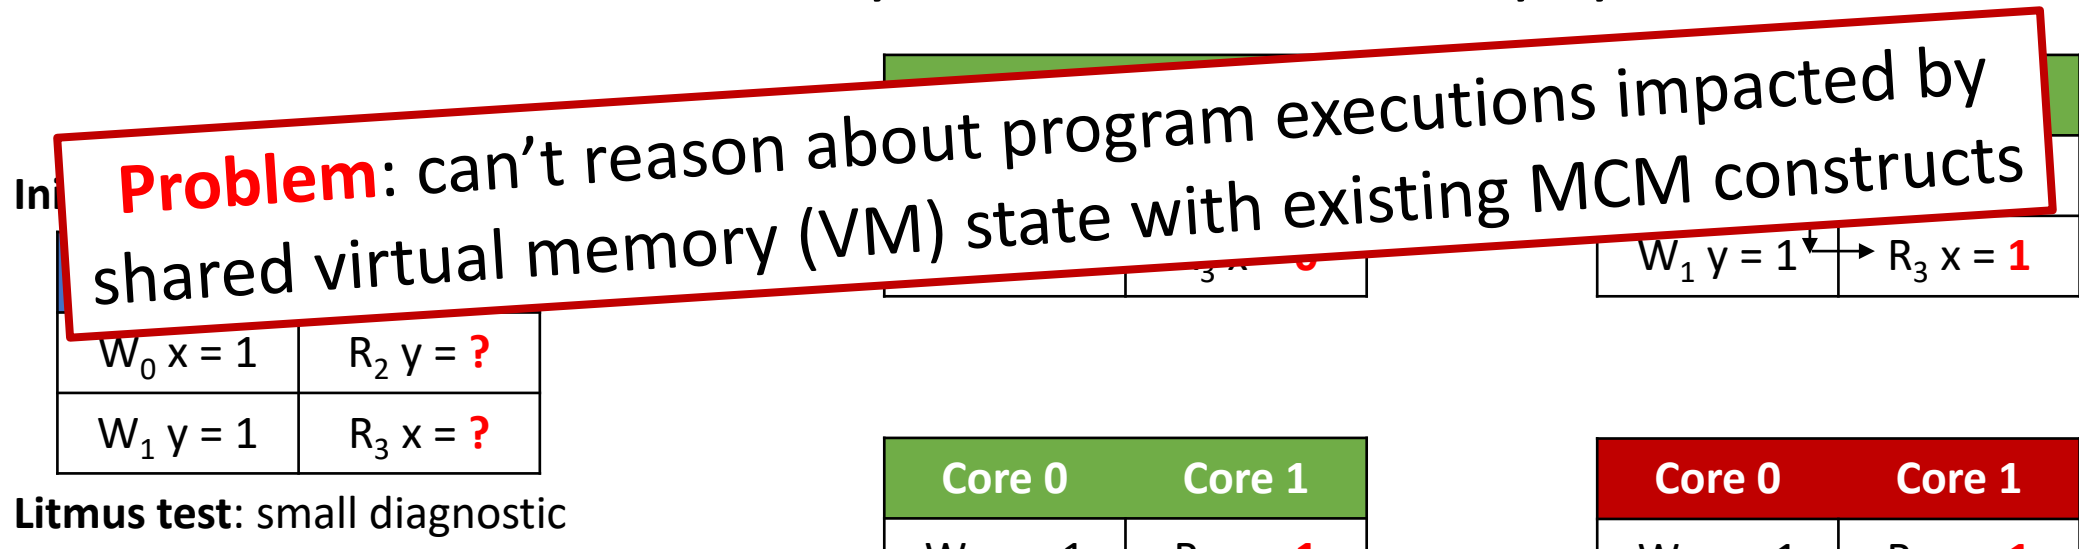 Problem: can’t reason about program executions impacted by
shared virtual memory (VM) state with existing MCM constructs
W₁ y = 1 R₃ x = 1
W₀ x = 1 R₂ y = ?
W₁ y = 1 R₃ x = ?
Core 0 Core 1 Core 0 Core 1
Litmus test: small diagnostic